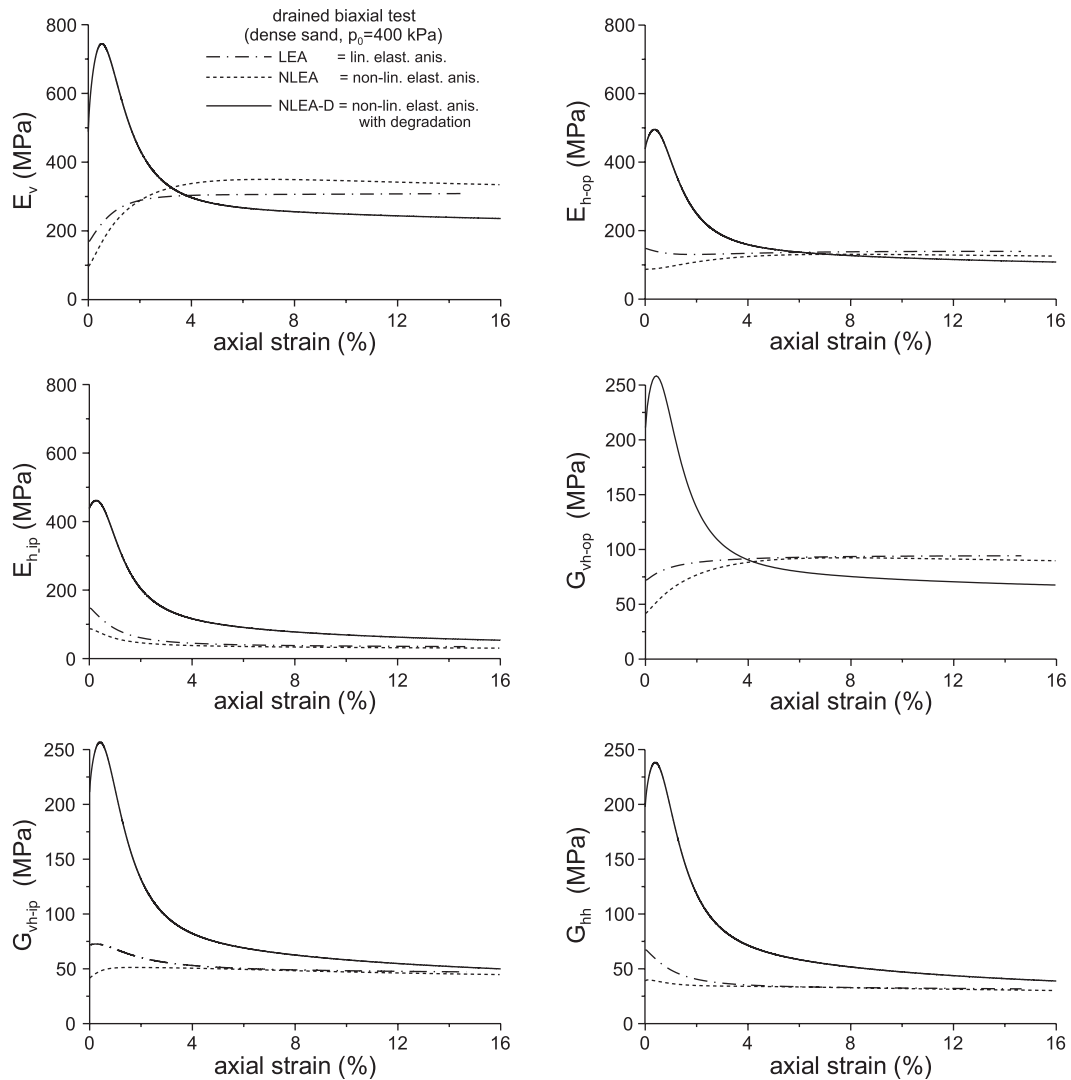 drained biaxial test
(dense sand, p0=400 kPa)
LEA = lin. elast. anis.
NLEA = non-lin. elast. anis.
NLEA-D = non-lin. elast. anis.
with degradation
Ev (MPa)
800
600
400
200
0
0 4 8 12 16
axial strain (%)
Eh-op (MPa)
800
600
400
200
0
0 4 8 12 16
axial strain (%)
Eh_ip (MPa)
800
600
400
200
0
0 4 8 12 16
axial strain (%)
Gvh-op (MPa)
250
200
150
100
50
0
0 4 8 12 16
axial strain (%)
Gvh-ip (MPa)
250
200
150
100
50
0
0 4 8 12 16
axial strain (%)
Ghh (MPa)
250
200
150
100
50
0
0 4 8 12 16
axial strain (%)